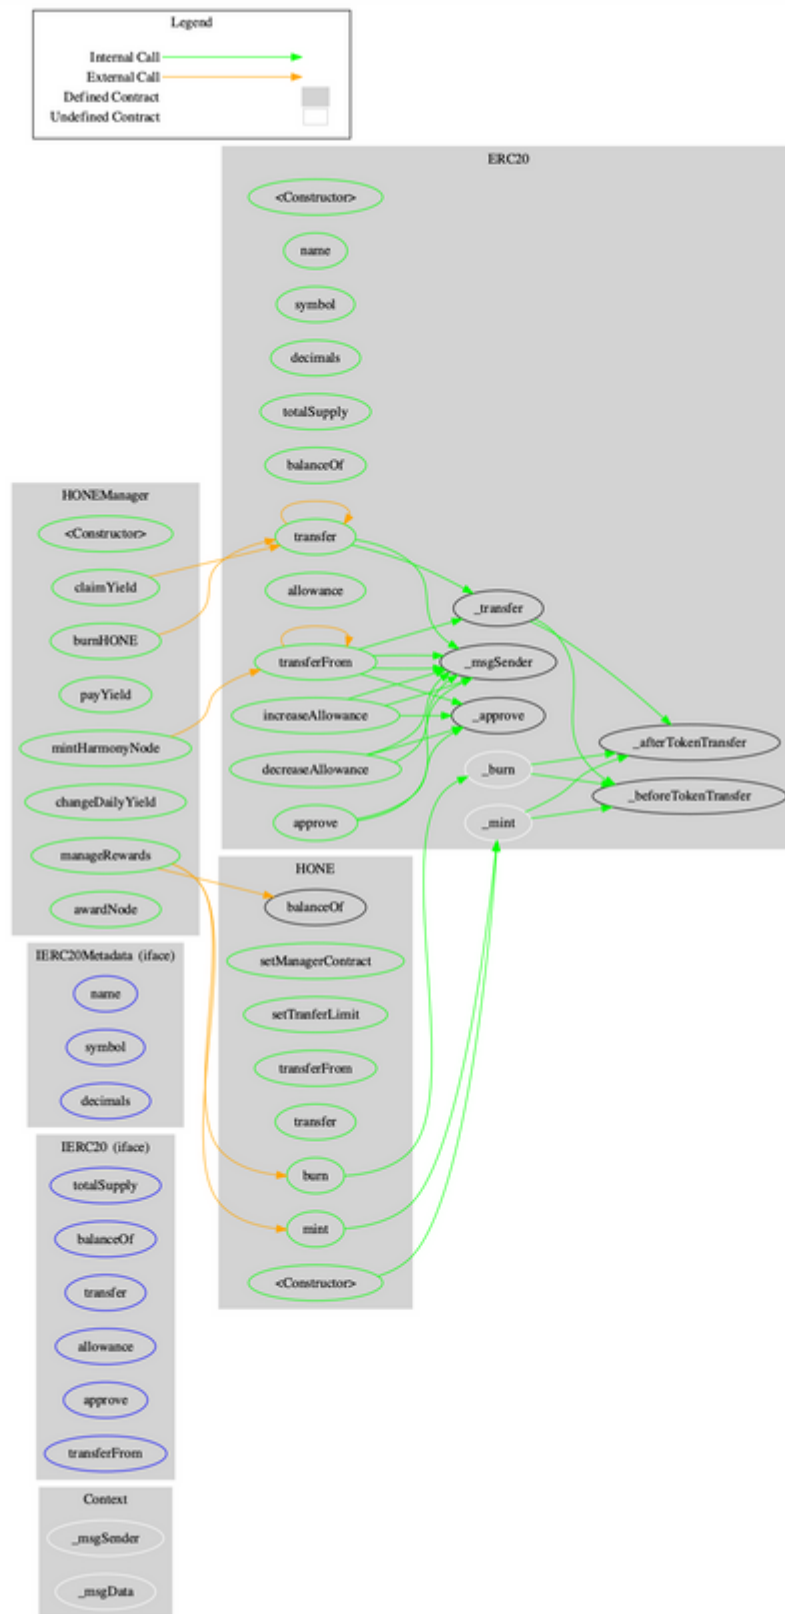 Legend
Internal Call
External Call
Defined Contract
Undefined Contract
ERC20
<Constructor>
name
symbol
decimals
totalSupply
balanceOf
transfer
allowance
transferFrom
increaseAllowance
decreaseAllowance
approve
_transfer
_msgSender
_approve
_burn
_mint
_afterTokenTransfer
_beforeTokenTransfer
HONEManager
<Constructor>
claimYield
burnHONE
payYield
mintHarmonyNode
changeDailyYield
manageRewards
awardNode
HONE
balanceOf
setManagerContract
setTranferLimit
transferFrom
transfer
burn
mint
<Constructor>
IERC20Metadata (iface)
name
symbol
decimals
IERC20 (iface)
totalSupply
balanceOf
transfer
allowance
approve
transferFrom
Context
_msgSender
_msgData